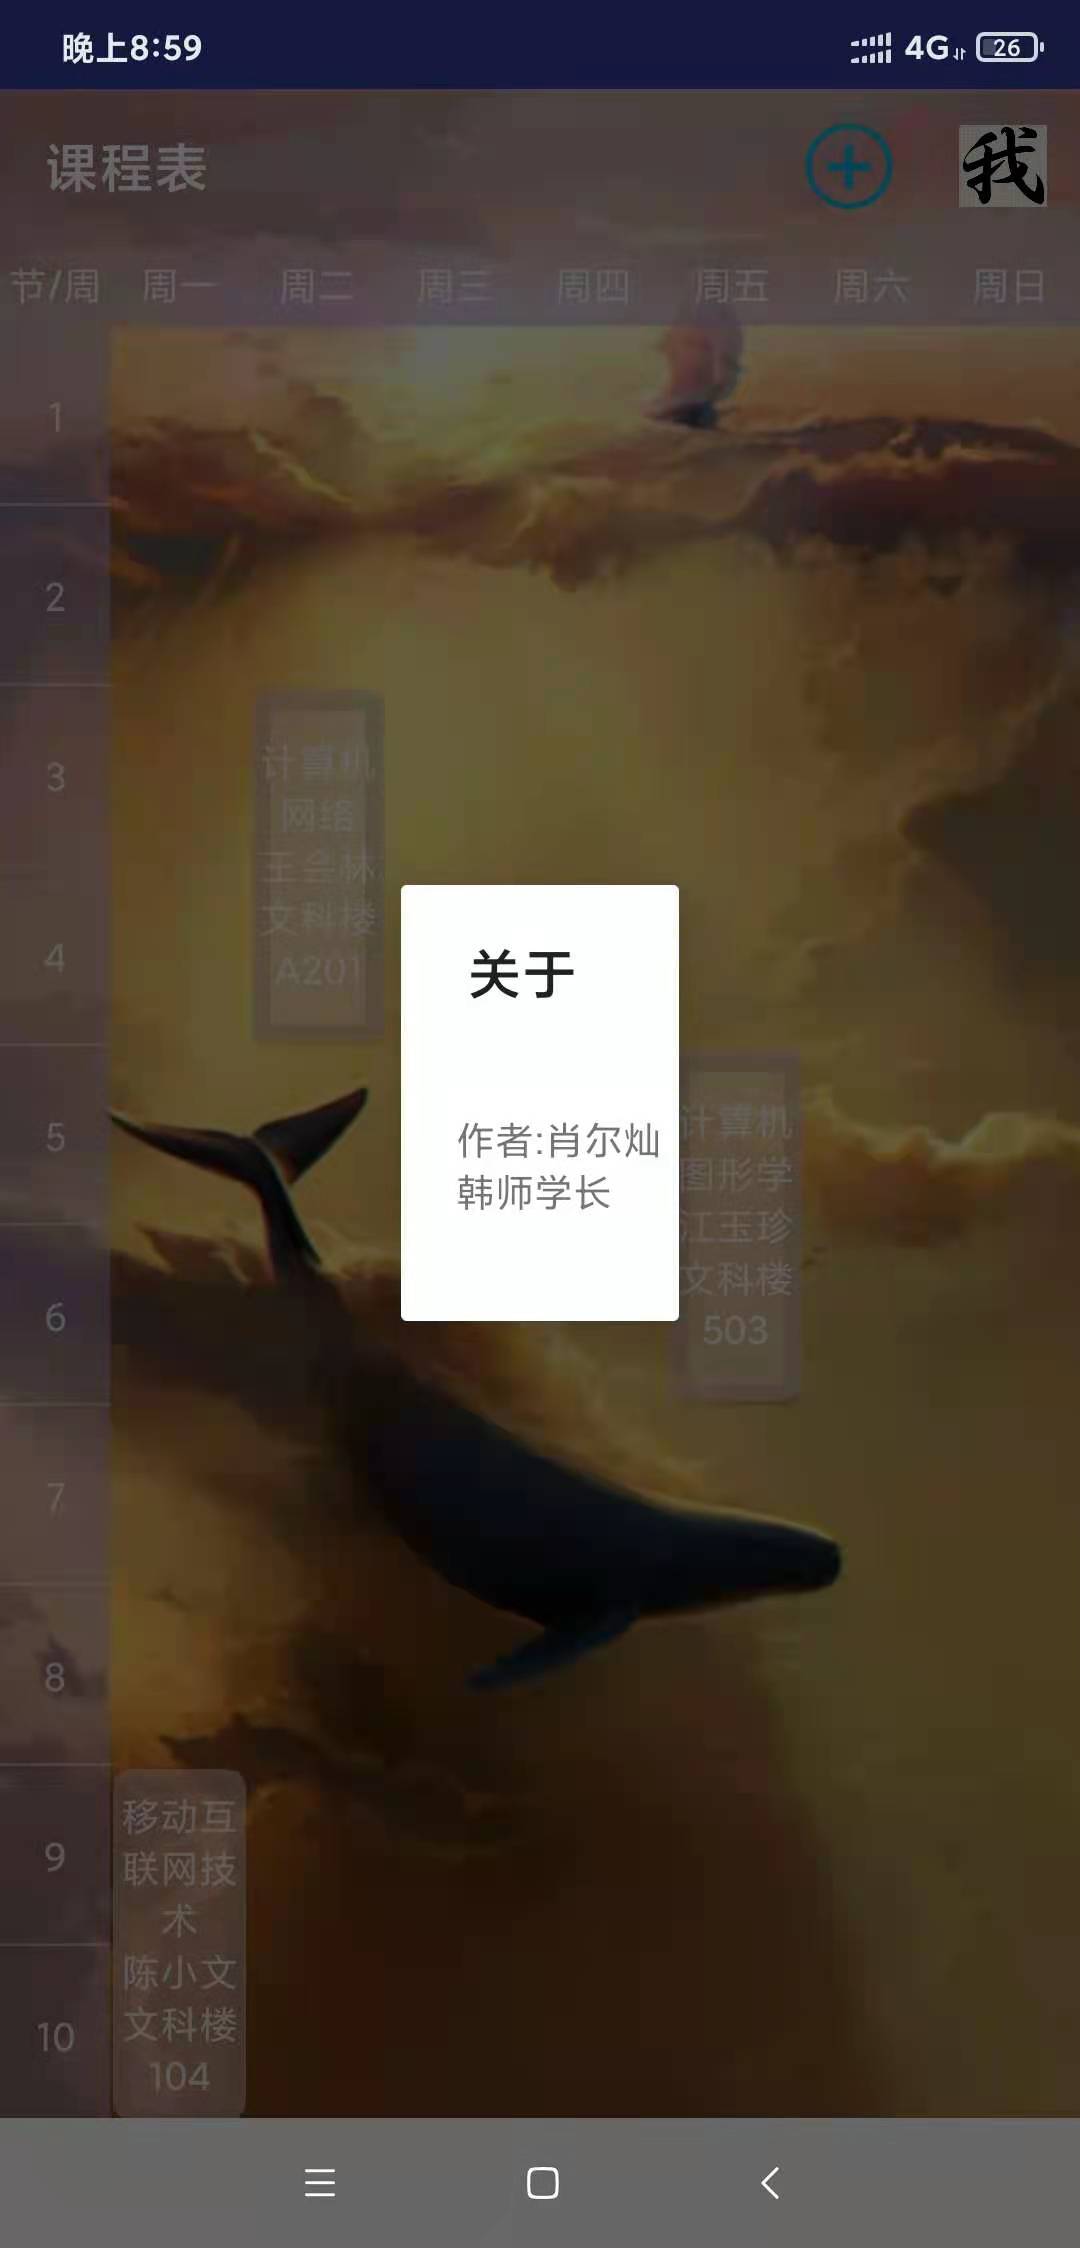 晚上8:59
4G
26
课程表
我
节/周 周一 周二 周三 周四 周五 周六 周日
1
2
3
4
5
6
7
8
9
10
计算机
网络
王会林
文科楼
A201
关于
作者:肖尔灿
韩师学长
计算机
图形学
江玉珍
文科楼
503
移动互
联网技
术
陈小文
文科楼
104